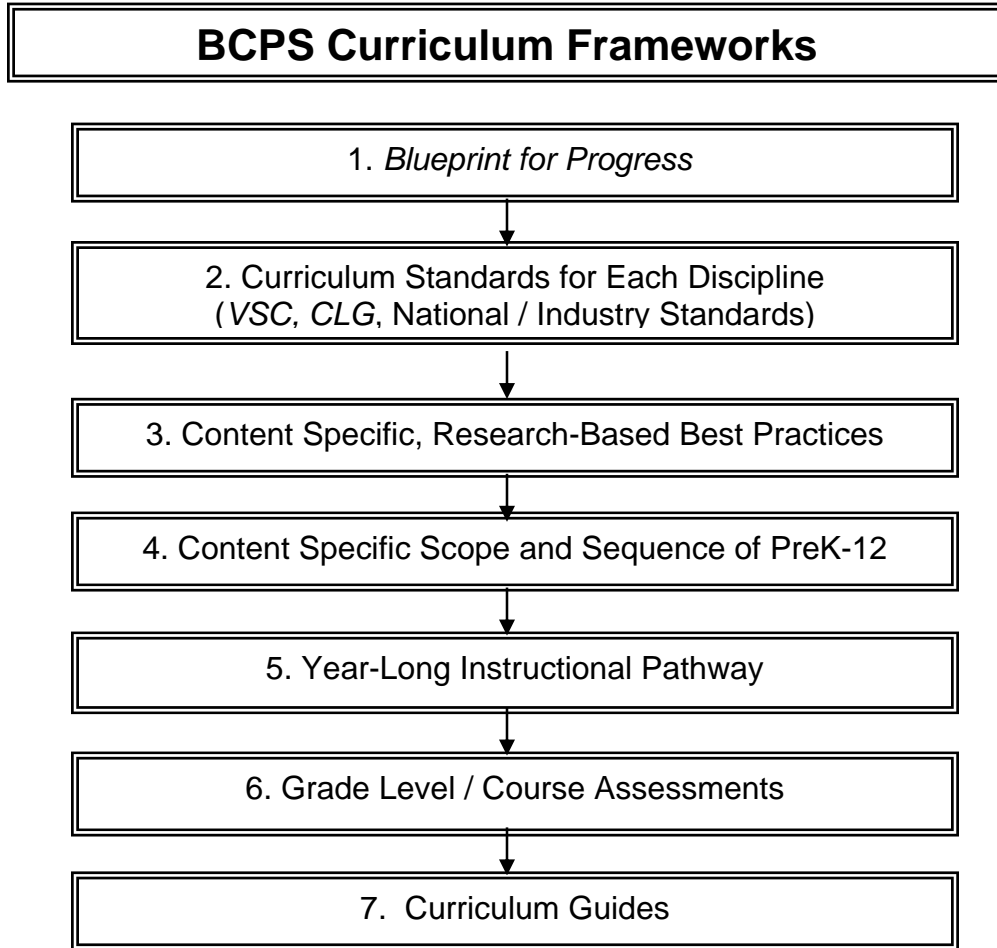 BCPS Curriculum Frameworks
1. Blueprint for Progress
2. Curriculum Standards for Each Discipline
(VSC, CLG, National / Industry Standards)
3. Content Specific, Research-Based Best Practices
4. Content Specific Scope and Sequence of PreK-12
5. Year-Long Instructional Pathway
6. Grade Level / Course Assessments
7. Curriculum Guides